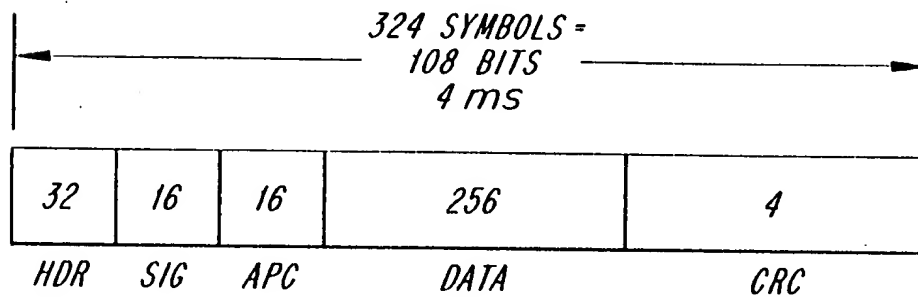 324 SYMBOLS =
108 BITS
4 ms
32 16 16 256 4
HDR SIG APC DATA CRC